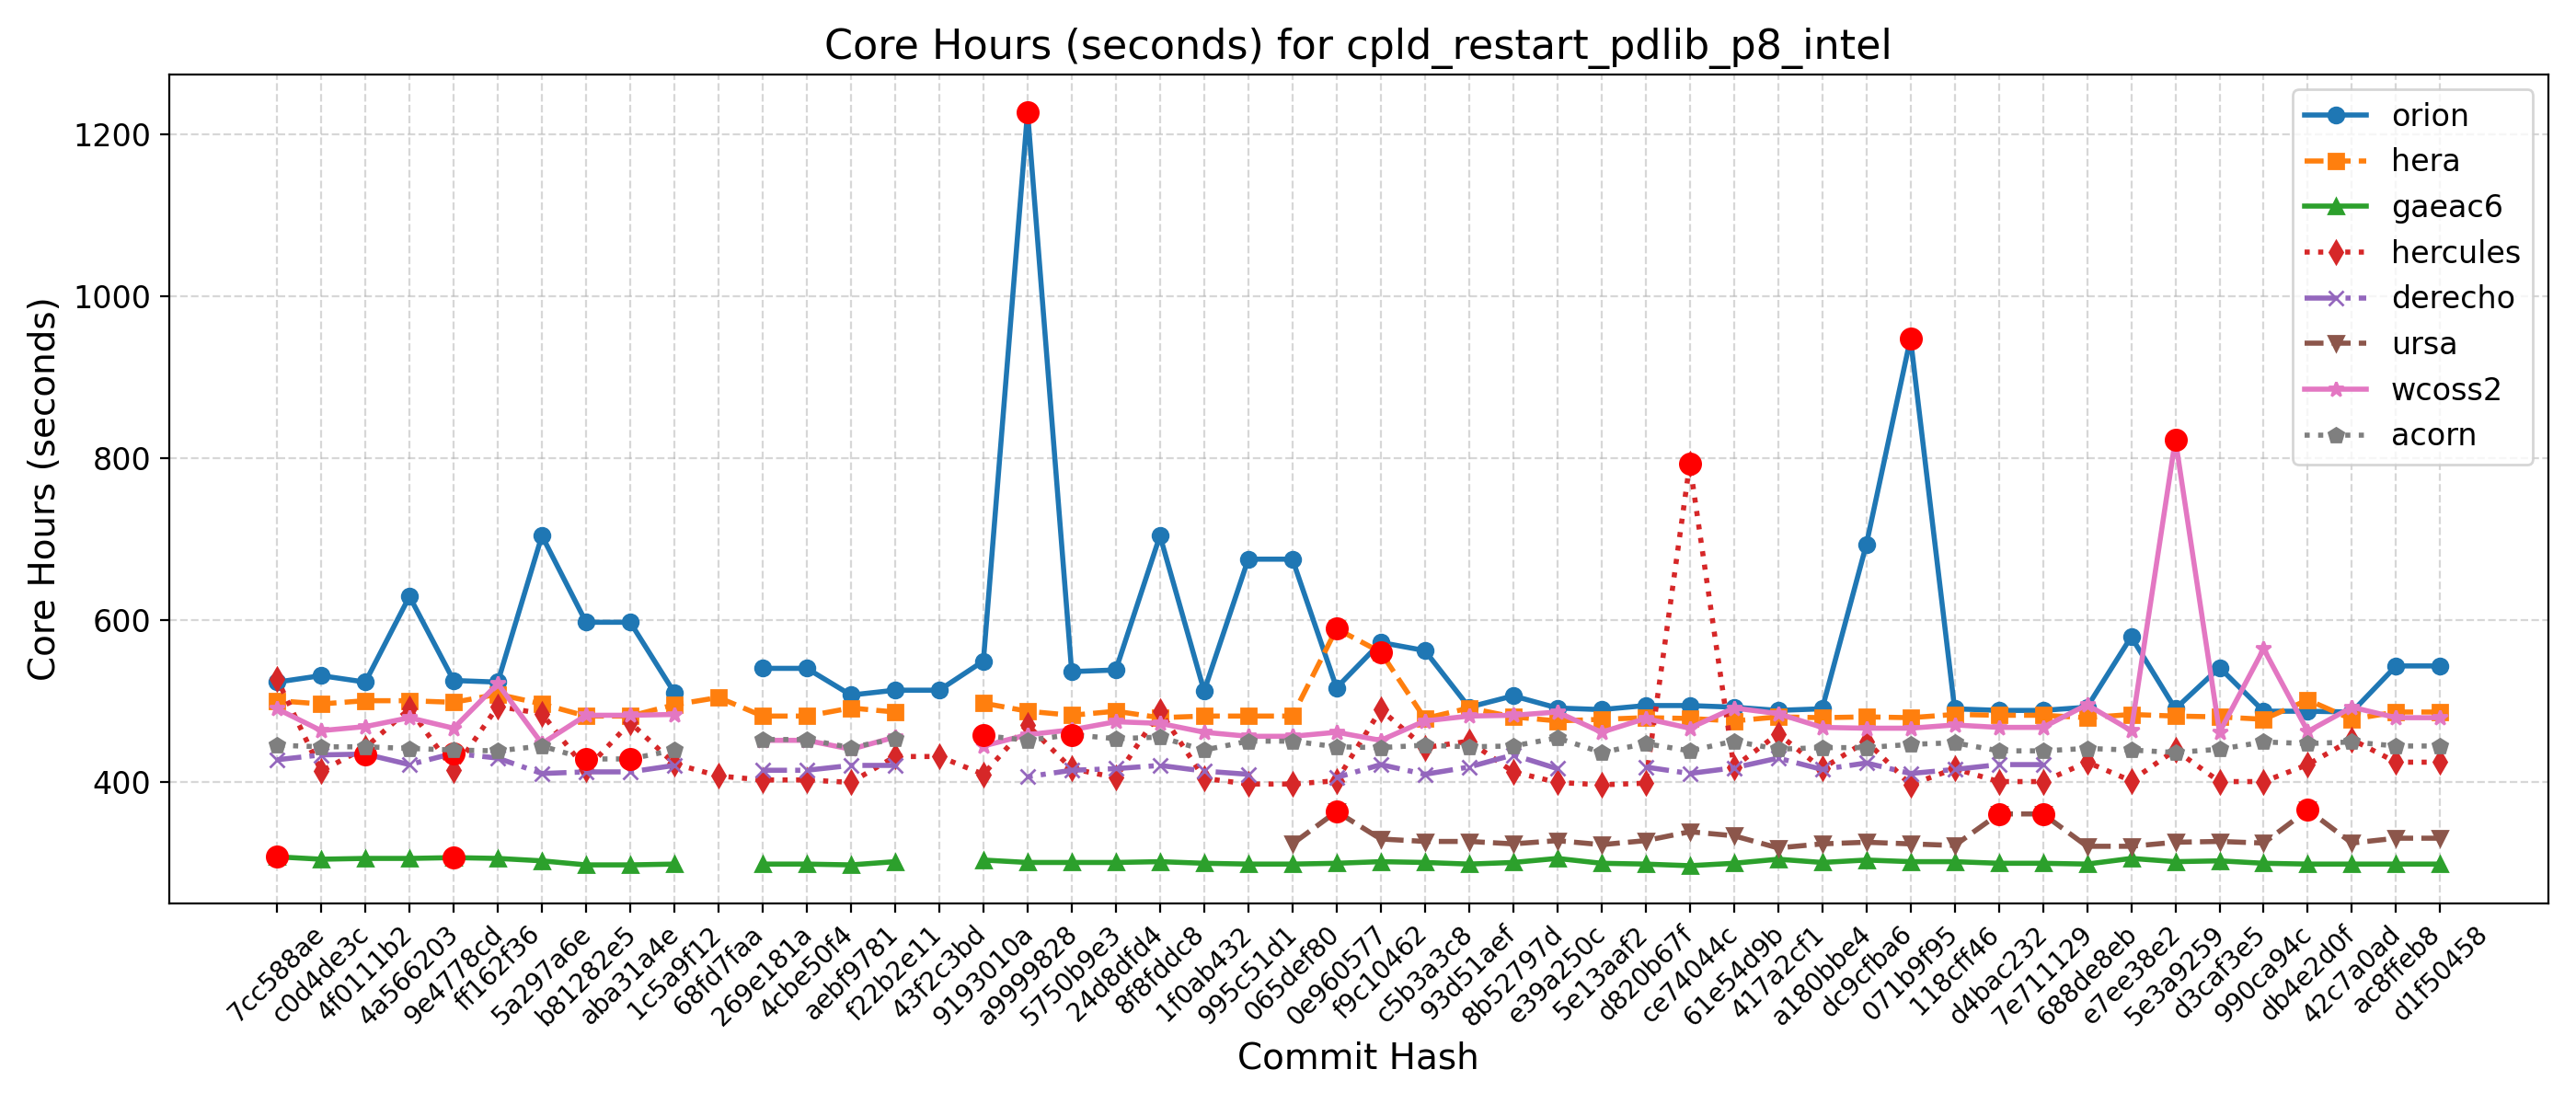 Core Hours (seconds) for cpld_restart_pdlib_p8_intel
Core Hours (seconds)
1200
1000
800
600
400
orion
hera
gaeac6
hercules
derecho
ursa
wcoss2
acorn
7cc588ae
c0d4de3c
4f0111b2
4a566203
9e4778cd
ff162f36
5a297a6e
b81282e5
aba31a4e
1c5a9f12
68fd7faa
269e181a
4cbe50f4
aebf9781
f22b2e11
43f2c3bd
9193010a
a9999828
5750b9e3
24d8dfd4
8f8fddc8
1f0ab432
995c51d1
065def80
0e960577
f9c10462
c5b3a3c8
93d51aef
8b52797d
e39a250c
5e13aaf2
d820b67f
ce74044c
61e54d9b
417a2cf1
a180bbe4
dc9cfba6
071b9f95
118cff46
d4bac232
7e711129
688de8eb
e7ee38e2
5e3a9259
d3caf3e5
990ca94c
db4e2d0f
42c7a0ad
ac8ffeb8
d1f50458
Commit Hash